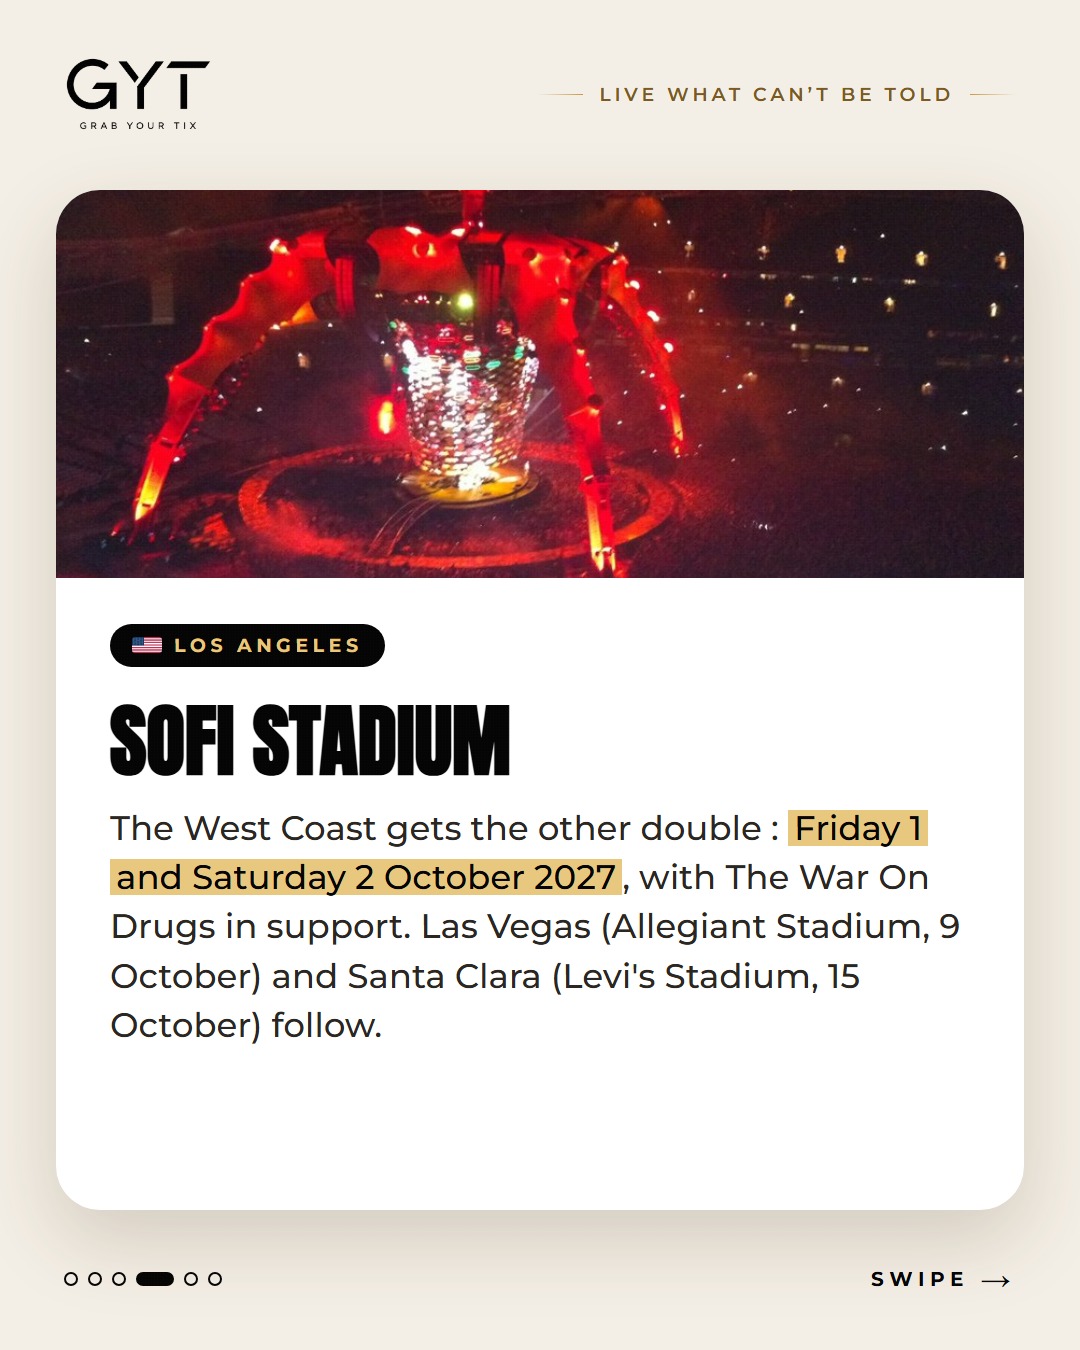 GYT
GRAB YOUR TIX
LIVE WHAT CAN’T BE TOLD
LOS ANGELES
SOFI STADIUM
The West Coast gets the other double : Friday 1
and Saturday 2 October 2027, with The War On
Drugs in support. Las Vegas (Allegiant Stadium, 9
October) and Santa Clara (Levi's Stadium, 15
October) follow.
SWIPE →